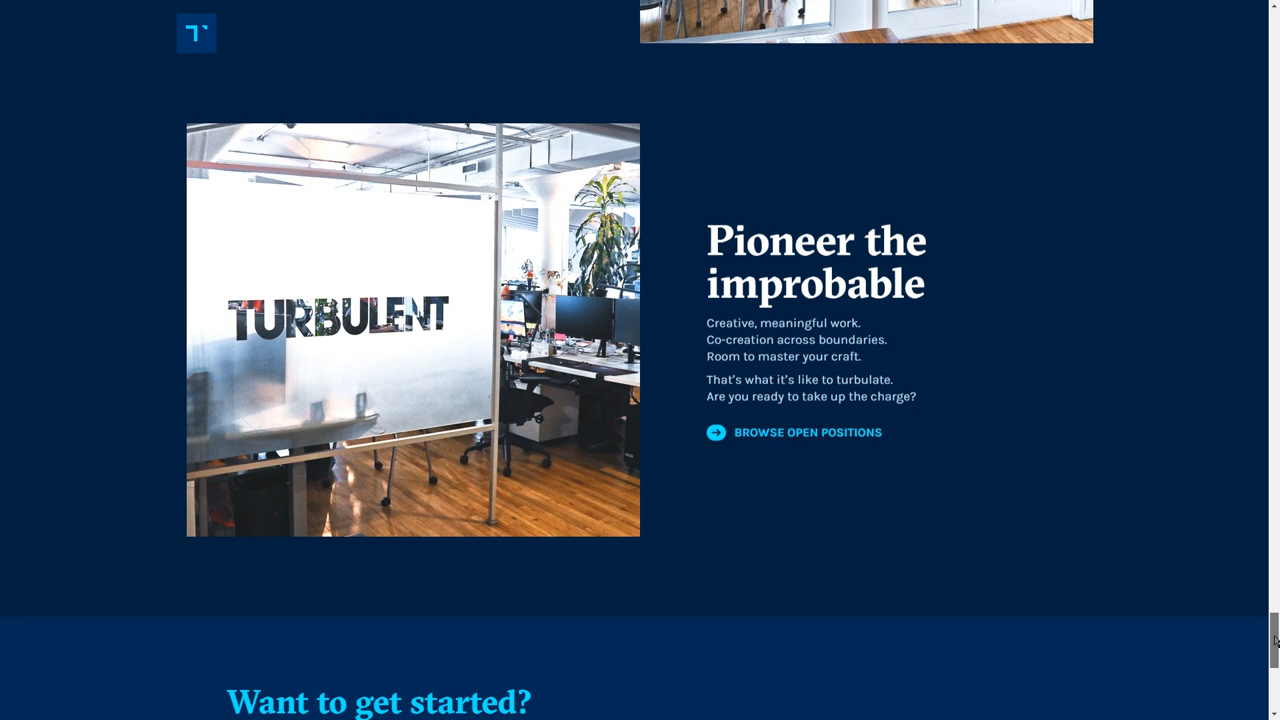 TURBULENT
Pioneer the
improbable
Creative, meaningful work.
Co-creation across boundaries.
Room to master your craft.
That's what it's like to turbulate.
Are you ready to take up the charge?
BROWSE OPEN POSITIONS
Want to get started?